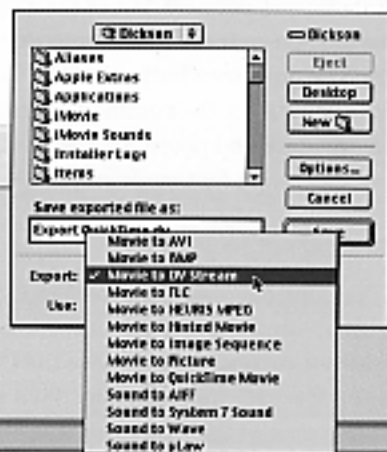 Dickson
Dickson
Aliases
Apple Extras
Applications
iMovie
iMovie Sounds
Installer Logs
Items
Eject
Desktop
New
Options...
Cancel
Save exported file as:
Export QuickTime.dv
Save
Export:
Use:
Movie to AVI
Movie to BMP
Movie to DV Stream
Movie to FLC
Movie to HEURIS MPEG
Movie to Hinted Movie
Movie to Image Sequence
Movie to Picture
Movie to QuickTime Movie
Sound to AIFF
Sound to System 7 Sound
Sound to Wave
Sound to µLaw